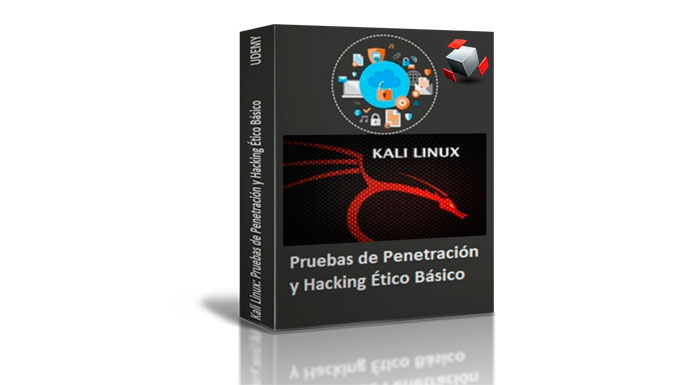 UDEMY
Kali Linux: Pruebas de Penetración y Hacking Ético Básico
KALI LINUX
Pruebas de Penetración
y Hacking Ético Básico